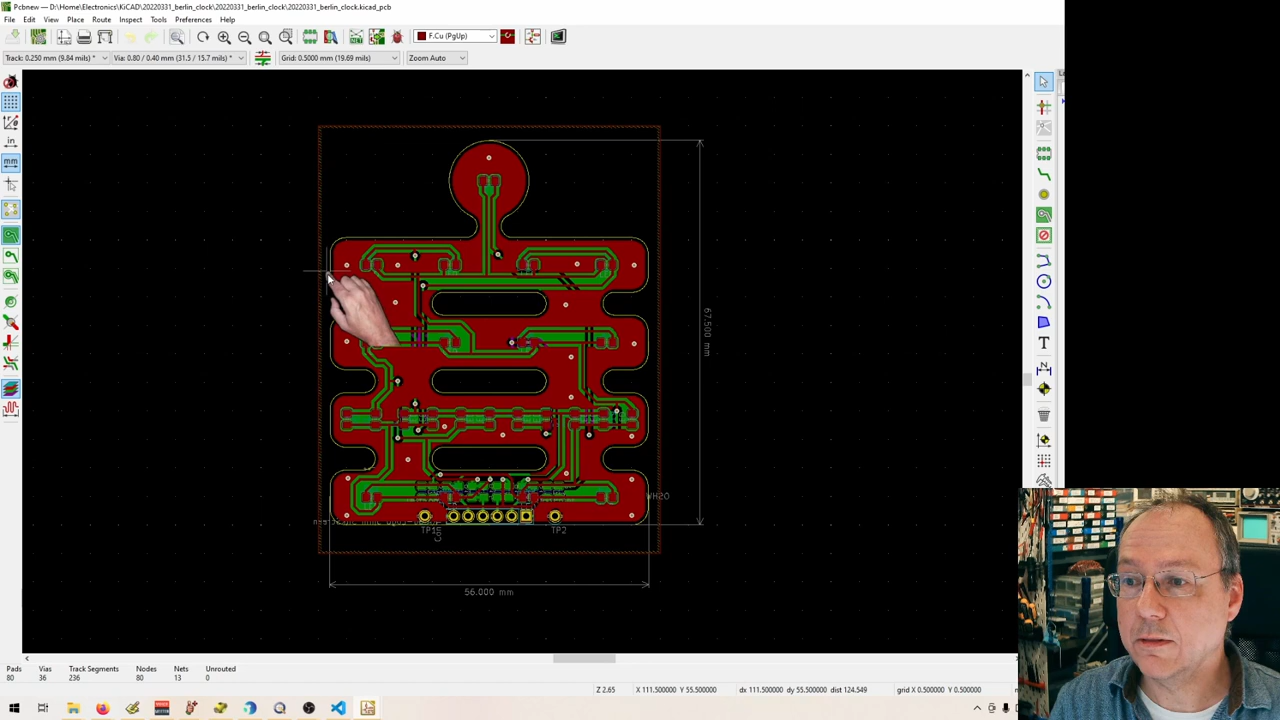 Pcbnew — D:\Home\Electronics\KiCAD\20220331_berlin_clock\20220331_berlin_clock\20220331_berlin_clock.kicad_pcb
File Edit View Place Route Inspect Tools Preferences Help
F.Cu (PgUp)
Track: 0.250 mm (9.84 mils) * Via: 0.80 / 0.40 mm (31.5 / 15.7 mils) * Grid: 0.5000 mm (19.69 mils) Zoom Auto
in
mm
T
N
67.500 mm
TP1
TP2
56.000 mm
Pads Vias Track Segments Nodes Nets Unrouted
80 36 236 80 13 0
Z 2.65 X 111.500000 Y 55.500000 dx 111.500000 dy 55.500000 dist 124.549 grid X 0.500000 Y 0.500000